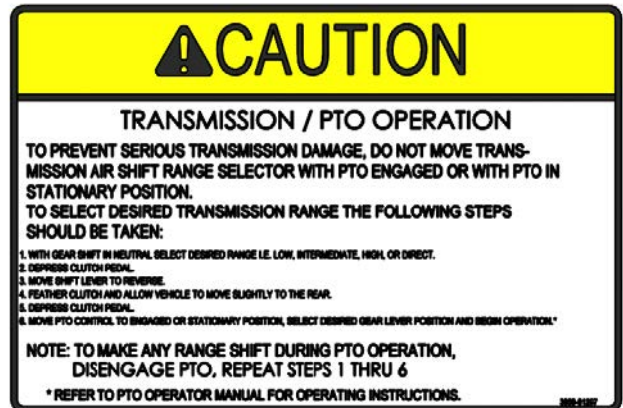 CAUTION
TRANSMISSION / PTO OPERATION
TO PREVENT SERIOUS TRANSMISSION DAMAGE, DO NOT MOVE TRANS-
MISSION AIR SHIFT RANGE SELECTOR WITH PTO ENGAGED OR WITH PTO IN
STATIONARY POSITION.
TO SELECT DESIRED TRANSMISSION RANGE THE FOLLOWING STEPS
SHOULD BE TAKEN:
1. WITH GEAR SHIFT IN NEUTRAL SELECT DESIRED RANGE I.E. LOW, INTERMEDIATE, HIGH, OR DIRECT.
2. DEPRESS CLUTCH PEDAL.
3. MOVE SHIFT LEVER TO REVERSE.
4. FEATHER CLUTCH AND ALLOW VEHICLE TO MOVE SLIGHTLY TO THE REAR.
5. DEPRESS CLUTCH PEDAL.
6. MOVE PTO CONTROL TO ENGAGED OR STATIONARY POSITION, SELECT DESIRED GEAR LEVER POSITION AND BEGIN OPERATION.*
NOTE: TO MAKE ANY RANGE SHIFT DURING PTO OPERATION,
DISENGAGE PTO, REPEAT STEPS 1 THRU 6
* REFER TO PTO OPERATOR MANUAL FOR OPERATING INSTRUCTIONS.